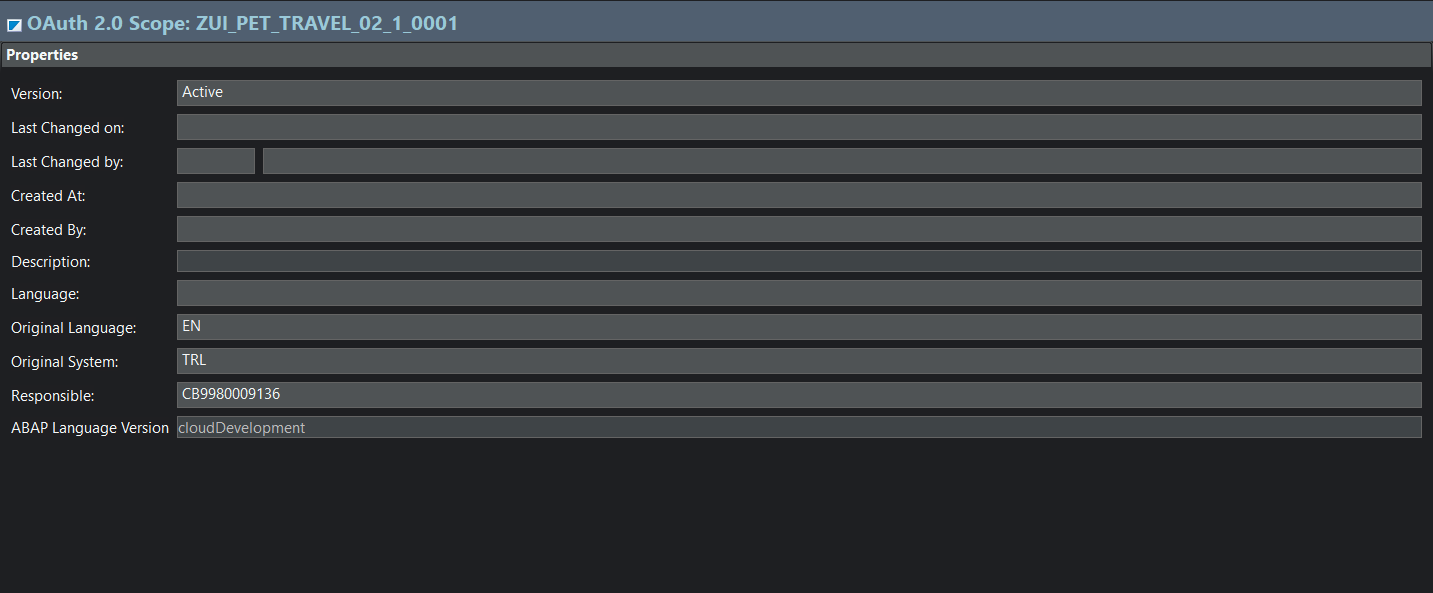 OAuth 2.0 Scope: ZUI_PET_TRAVEL_02_1_0001
Properties
Version: Active
Last Changed on:
Last Changed by:
Created At:
Created By:
Description:
Language:
Original Language: EN
Original System: TRL
Responsible: CB9980009136
ABAP Language Version cloudDevelopment